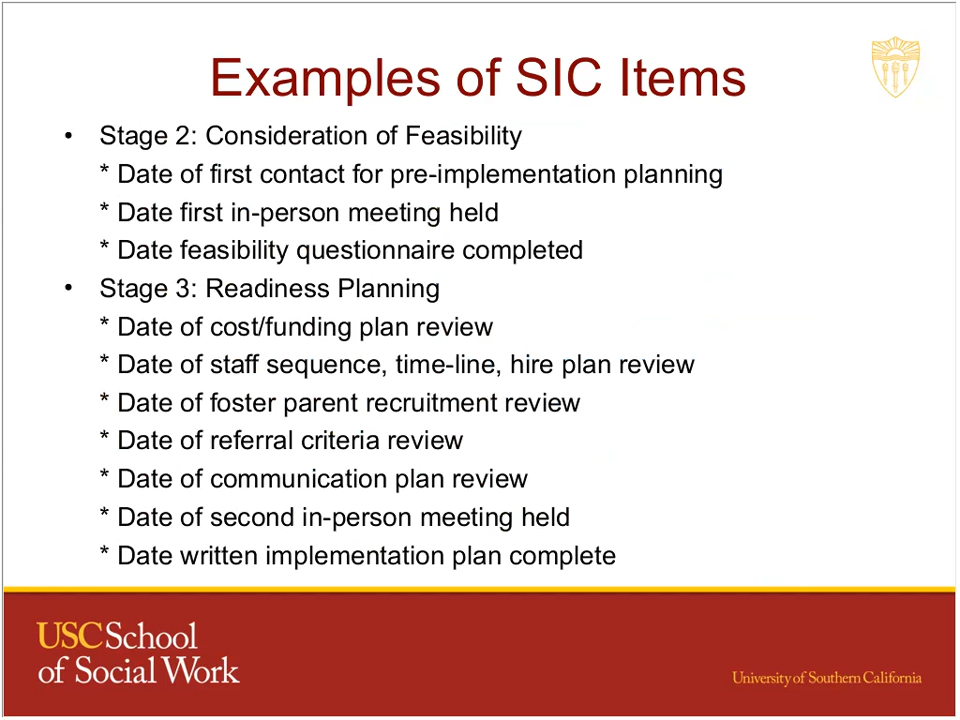 Examples of SIC Items
• Stage 2: Consideration of Feasibility
* Date of first contact for pre-implementation planning
* Date first in-person meeting held
* Date feasibility questionnaire completed
• Stage 3: Readiness Planning
* Date of cost/funding plan review
* Date of staff sequence, time-line, hire plan review
* Date of foster parent recruitment review
* Date of referral criteria review
* Date of communication plan review
* Date of second in-person meeting held
* Date written implementation plan complete
USC School
of Social Work
University of Southern California